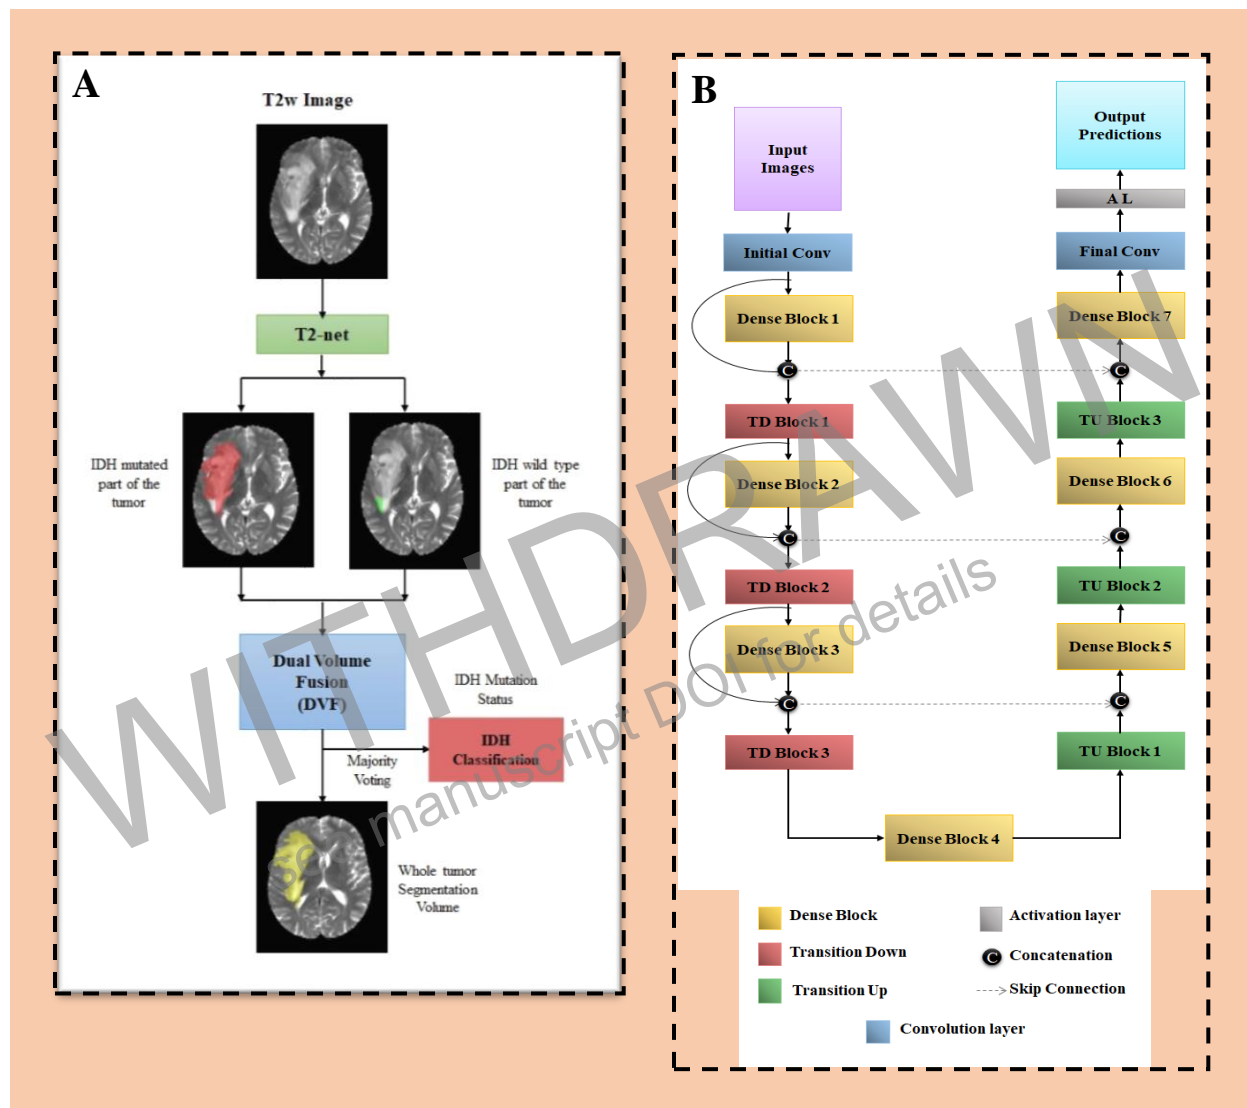 A
T2w Image
T2-net
IDH mutated
part of the
tumor
IDH wild type
part of the
tumor
Dual Volume
Fusion
(DVF)
IDH Mutation
Status
IDH
Classification
Majority
Voting
Whole tumor
Segmentation
Volume
B
Input
Images
Initial Conv
Dense Block 1
C
TD Block 1
Dense Block 2
C
TD Block 2
Dense Block 3
C
TD Block 3
Dense Block 4
TU Block 1
C
Dense Block 5
TU Block 2
C
Dense Block 6
TU Block 3
C
Dense Block 7
Final Conv
A L
Output
Predictions
Dense Block
Transition Down
Transition Up
Activation layer
C Concatenation
Skip Connection
Convolution layer
WITHDRAWN
see manuscript DOI for details